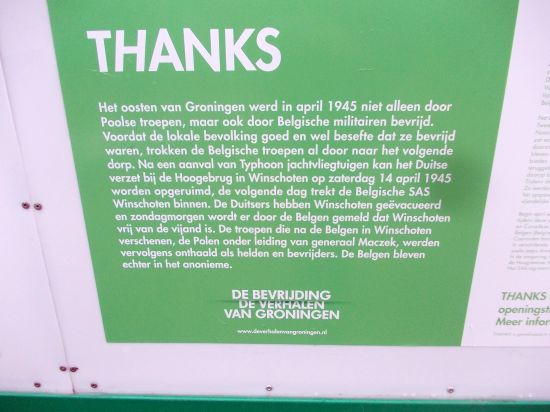 THANKS
Het oosten van Groningen werd in april 1945 niet alleen door
Poolse troepen, maar ook door Belgische militairen bevrijd.
Voordat de lokale bevolking goed en wel besefte dat ze bevrijd
waren, trokken de Belgische troepen al door naar het volgende
dorp. Na een aanval van Typhoon jachtvliegtuigen kan het Duitse
verzet bij de Hoogebrug in Winschoten op zaterdag 14 april 1945
worden opgeruimd, de volgende dag trekt de Belgische SAS
Winschoten binnen. De Duitsers hebben Winschoten geëvacueerd
en zondagmorgen wordt er door de Belgen gemeld dat Winschoten
vrij van de vijand is. De troepen die na de Belgen in Winschoten
verschenen, de Polen onder leiding van generaal Maczek, werden
vervolgens onthaald als helden en bevrijders. De Belgen bleven
echter in het anonieme.
DE BEVRIJDING
DE VERHALEN
VAN GRONINGEN
www.deverhalenvangroningen.nl
THANKS
openingst
Meer infor